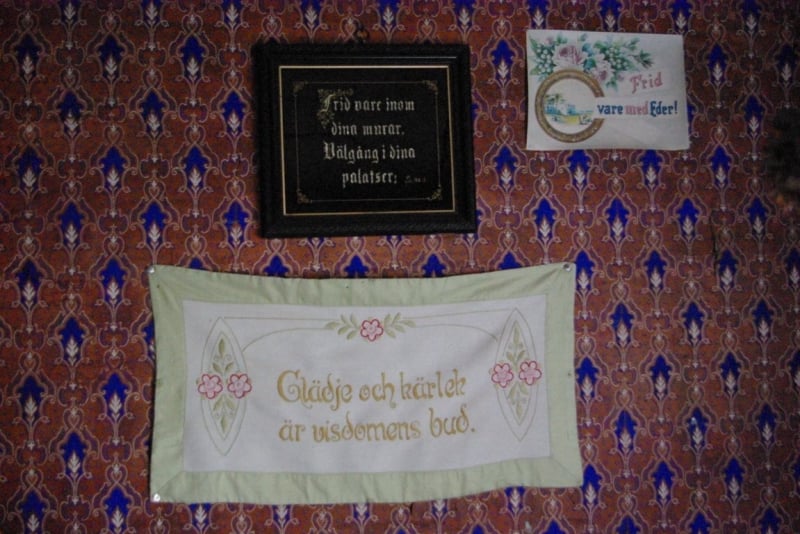 Frid vare inom
dina murar.
Välgång i dina
palatser;
Frid
vare med Eder!
Glädje och kärlek
är visdomens bud.